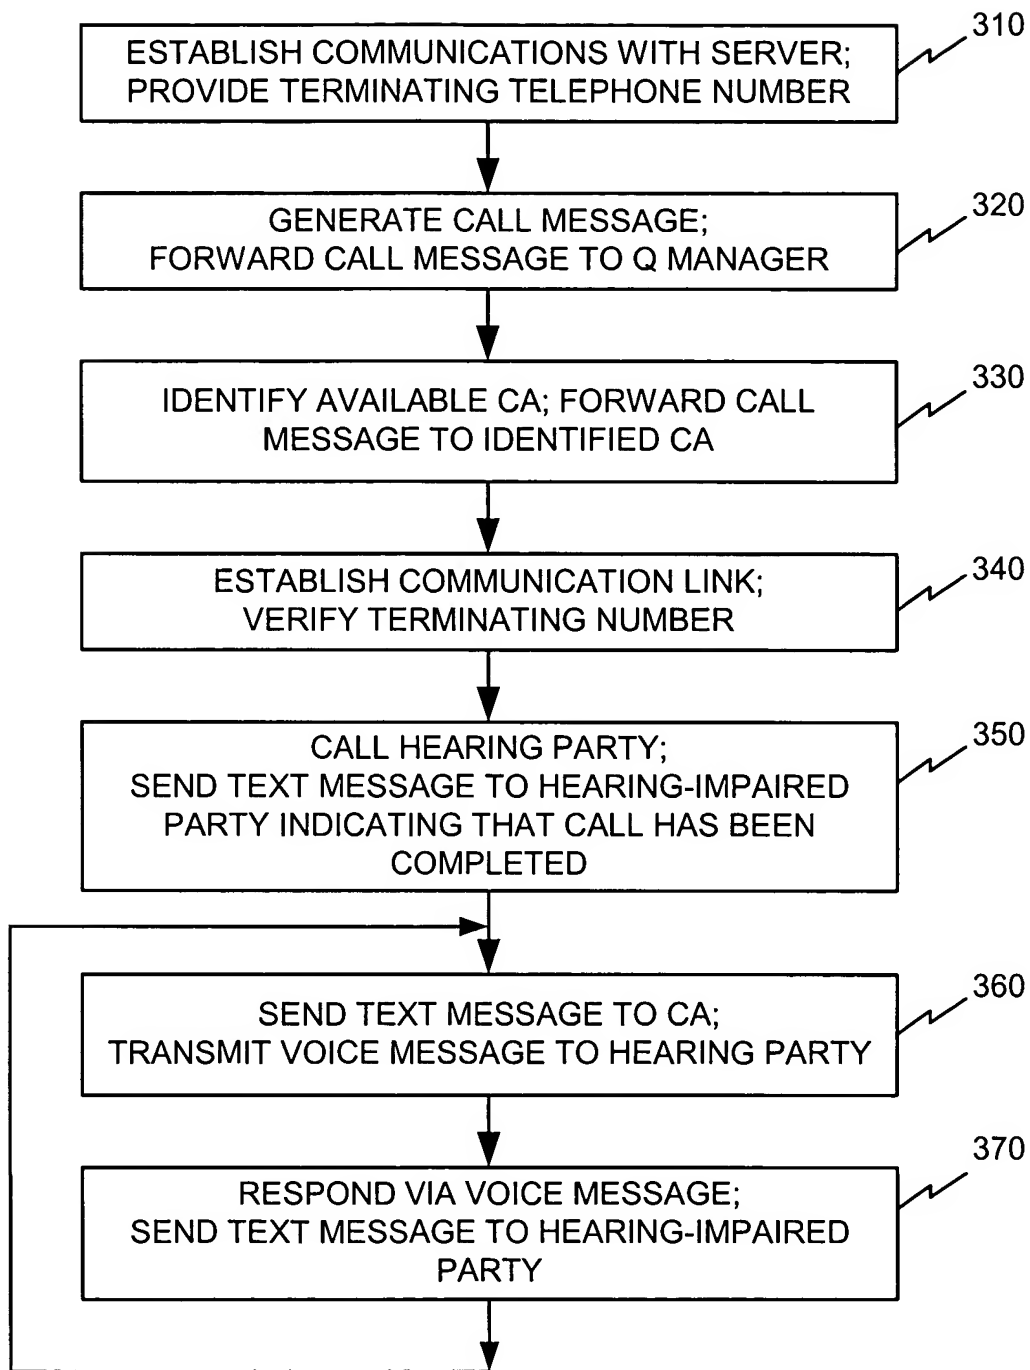 310
ESTABLISH COMMUNICATIONS WITH SERVER;
PROVIDE TERMINATING TELEPHONE NUMBER
320
GENERATE CALL MESSAGE;
FORWARD CALL MESSAGE TO Q MANAGER
330
IDENTIFY AVAILABLE CA; FORWARD CALL
MESSAGE TO IDENTIFIED CA
340
ESTABLISH COMMUNICATION LINK;
VERIFY TERMINATING NUMBER
350
CALL HEARING PARTY;
SEND TEXT MESSAGE TO HEARING-IMPAIRED
PARTY INDICATING THAT CALL HAS BEEN
COMPLETED
360
SEND TEXT MESSAGE TO CA;
TRANSMIT VOICE MESSAGE TO HEARING PARTY
370
RESPOND VIA VOICE MESSAGE;
SEND TEXT MESSAGE TO HEARING-IMPAIRED
PARTY